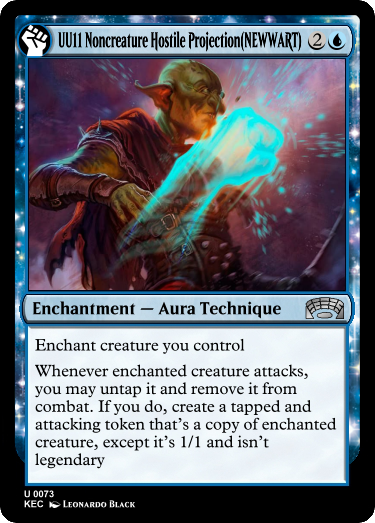 UU11 Noncreature Hostile Projection(NEWWART) 2
Enchantment — Aura Technique
Enchant creature you control
Whenever enchanted creature attacks,
you may untap it and remove it from
combat. If you do, create a tapped and
attacking token that's a copy of enchanted
creature, except it's 1/1 and isn't
legendary
U 0073
KEC Leonardo Black